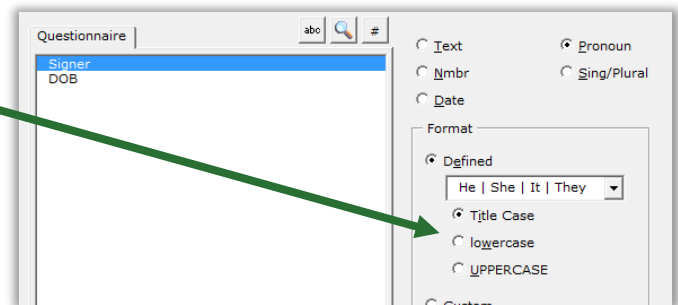 Questionnaire
abc
#
Signer
DOB
Text
Pronoun
Nmbr
Sing/Plural
Date
Format
Defined
He | She | It | They
Title Case
lowercase
UPPERCASE
Custom